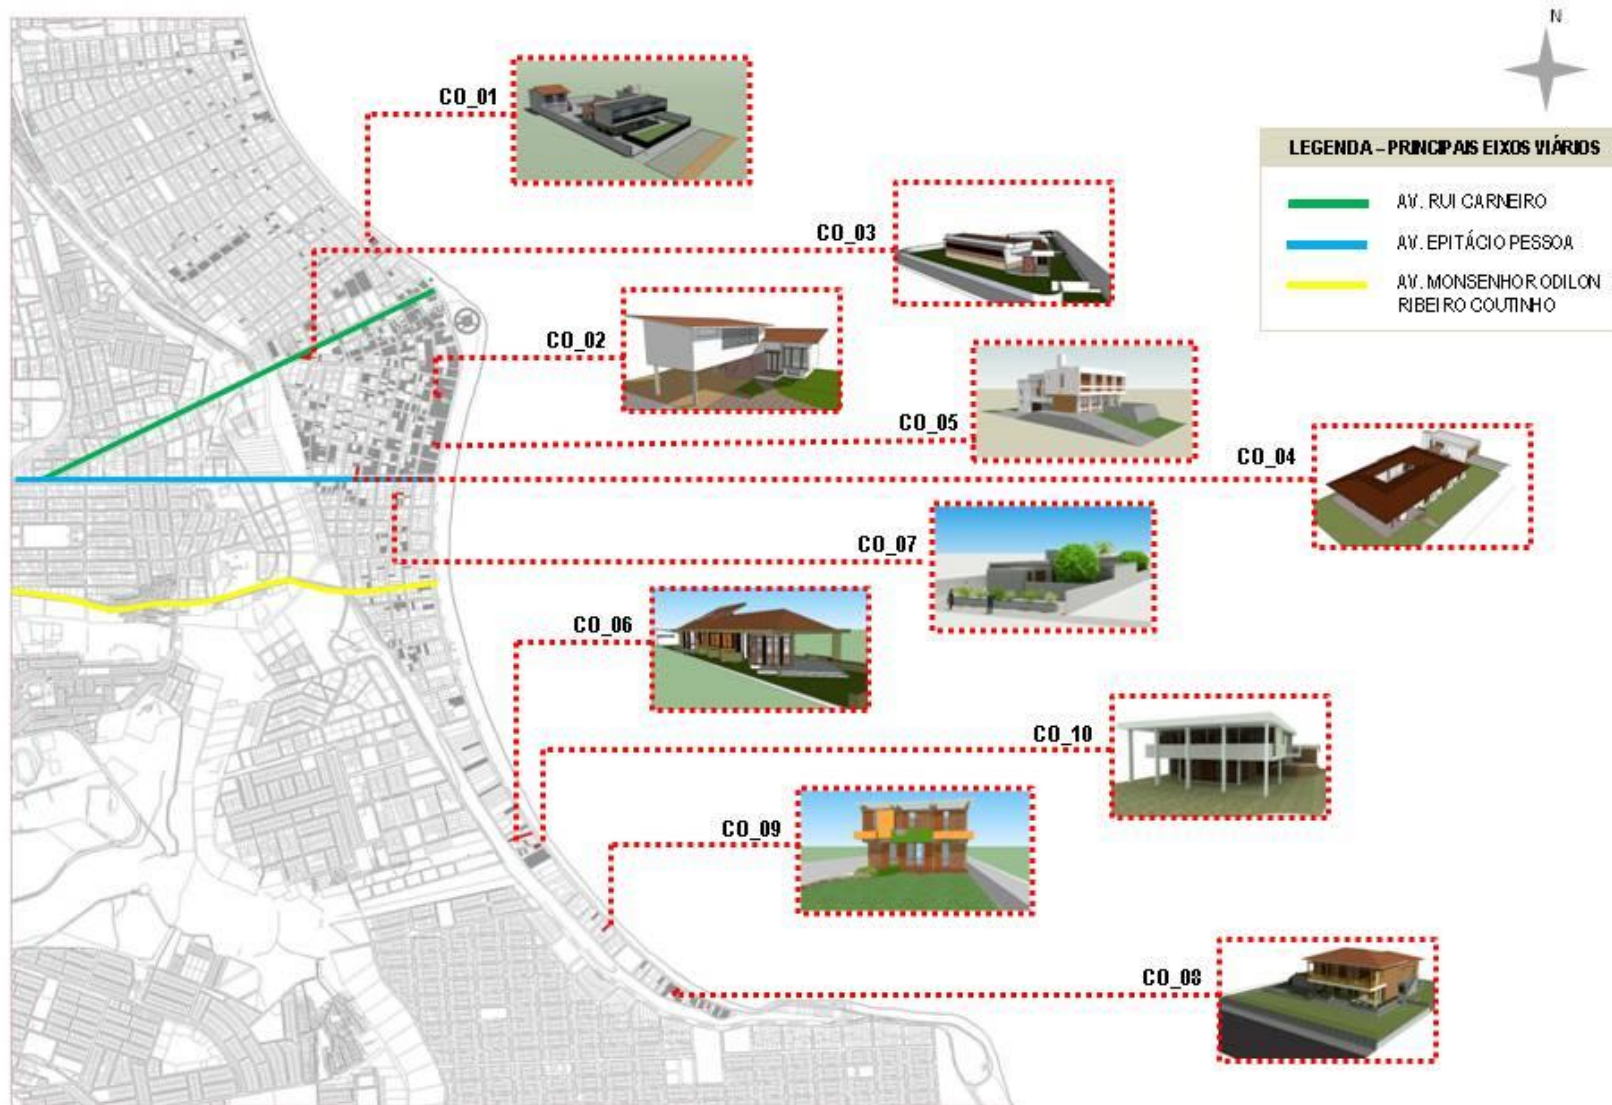 N
CO_01
LEGENDA – PRINCIPAIS EIXOS VIÁRIOS
AV. RUI CARNEIRO
CO_03
AV. EPITÁCIO PESSOA
AV. MONSENHOR ODILON
RIBEIRO COUTINHO
CO_02
CO_05
CO_04
CO_07
CO_06
CO_10
CO_09
CO_08